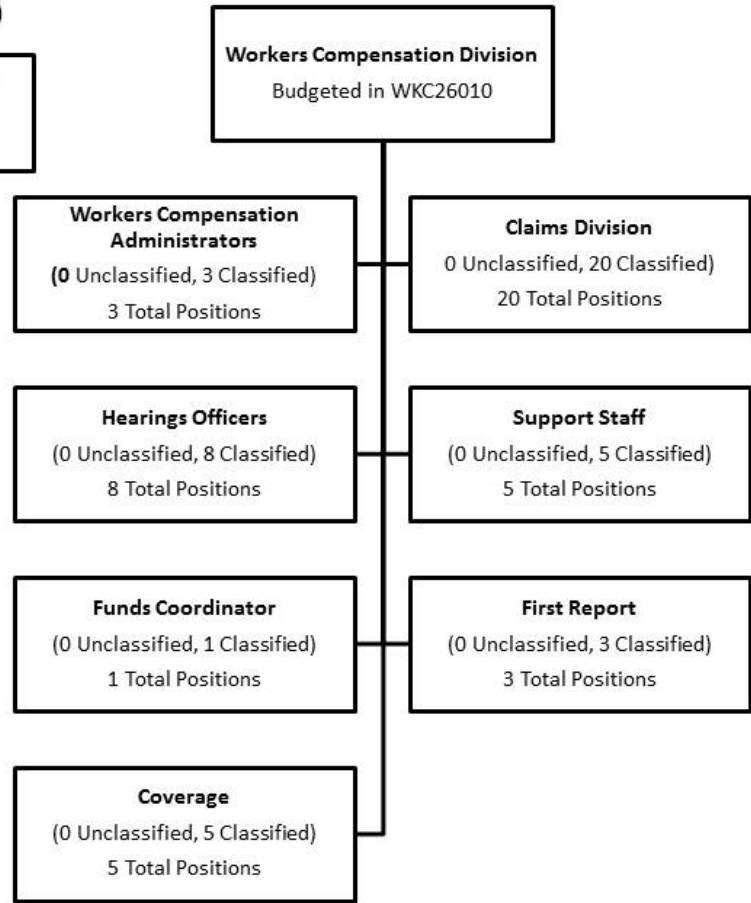 )
Workers Compensation Division
Budgeted in WKC26010
Workers Compensation
Administrators
(0 Unclassified, 3 Classified)
3 Total Positions
Claims Division
0 Unclassified, 20 Classified)
20 Total Positions
Hearings Officers
(0 Unclassified, 8 Classified)
8 Total Positions
Support Staff
(0 Unclassified, 5 Classified)
5 Total Positions
Funds Coordinator
(0 Unclassified, 1 Classified)
1 Total Positions
First Report
(0 Unclassified, 3 Classified)
3 Total Positions
Coverage
(0 Unclassified, 5 Classified)
5 Total Positions